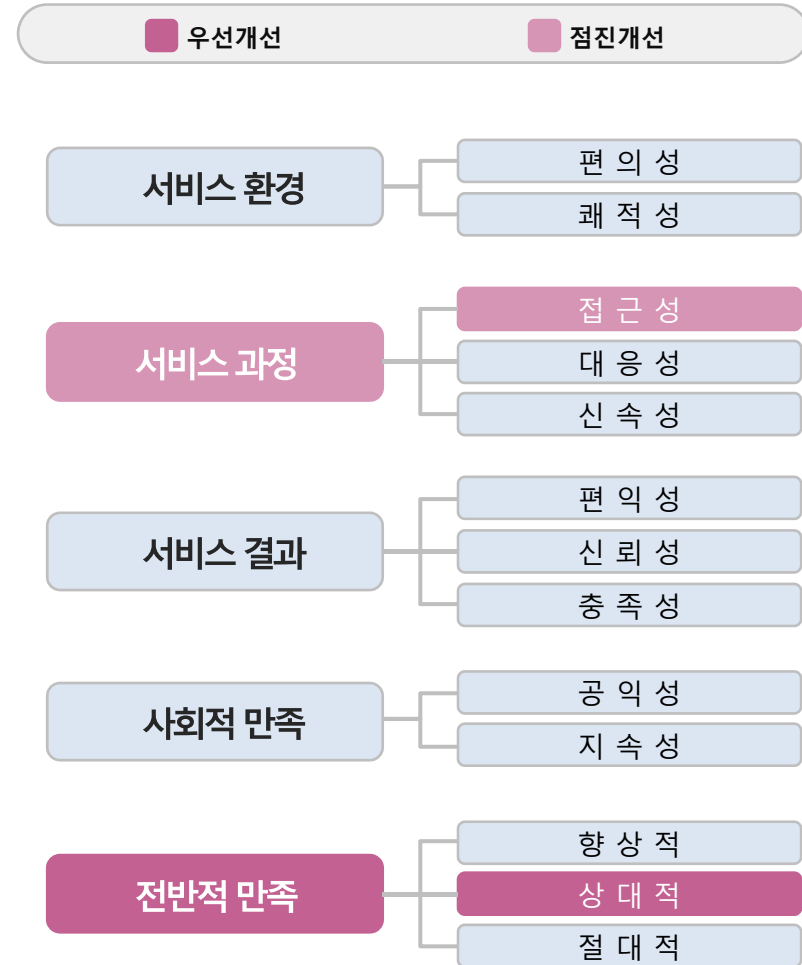 우선개선 점진개선
서비스 환경
편 의 성
쾌 적 성
서비스 과정
접 근 성
대 응 성
신 속 성
서비스 결과
편 익 성
신 뢰 성
충 족 성
사회적 만족
공 익 성
지 속 성
전반적 만족
향 상 적
상 대 적
절 대 적